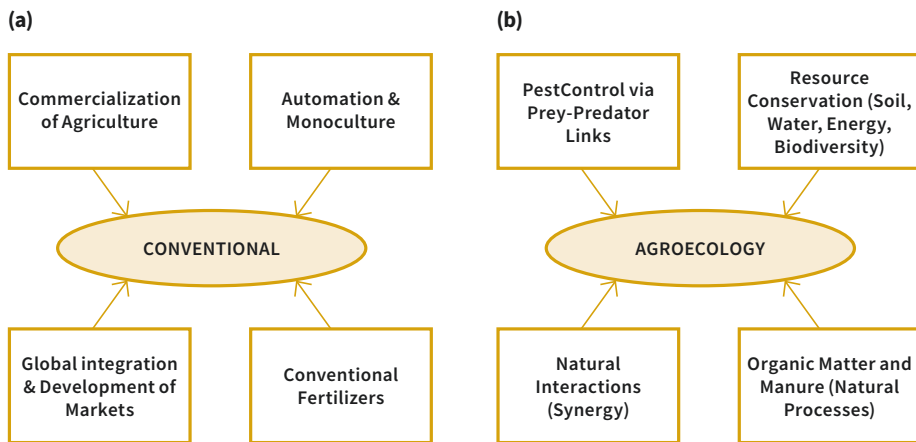 (a)
Commercialization
of Agriculture
Automation &
Monoculture
CONVENTIONAL
Global integration
& Development of
Markets
Conventional
Fertilizers
(b)
PestControl via
Prey-Predator
Links
Resource
Conservation (Soil,
Water, Energy,
Biodiversity)
AGROECOLOGY
Natural
Interactions
(Synergy)
Organic Matter and
Manure (Natural
Processes)